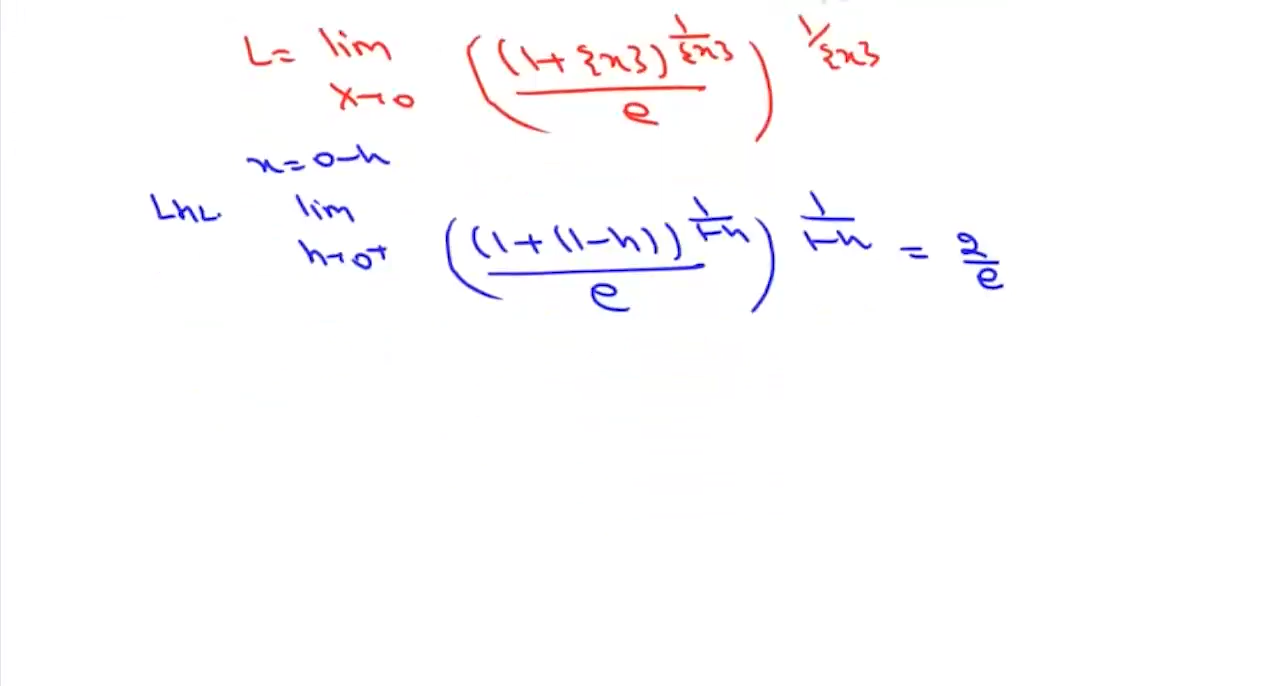 L= lim x→0 ( (1+{x})^(1/{x}) / e )^(1/{x})
x=0-h
LHL lim h→0+ ( (1+(1-h))^(1/(1-h)) / e )^(1/(1-h)) = 2/e